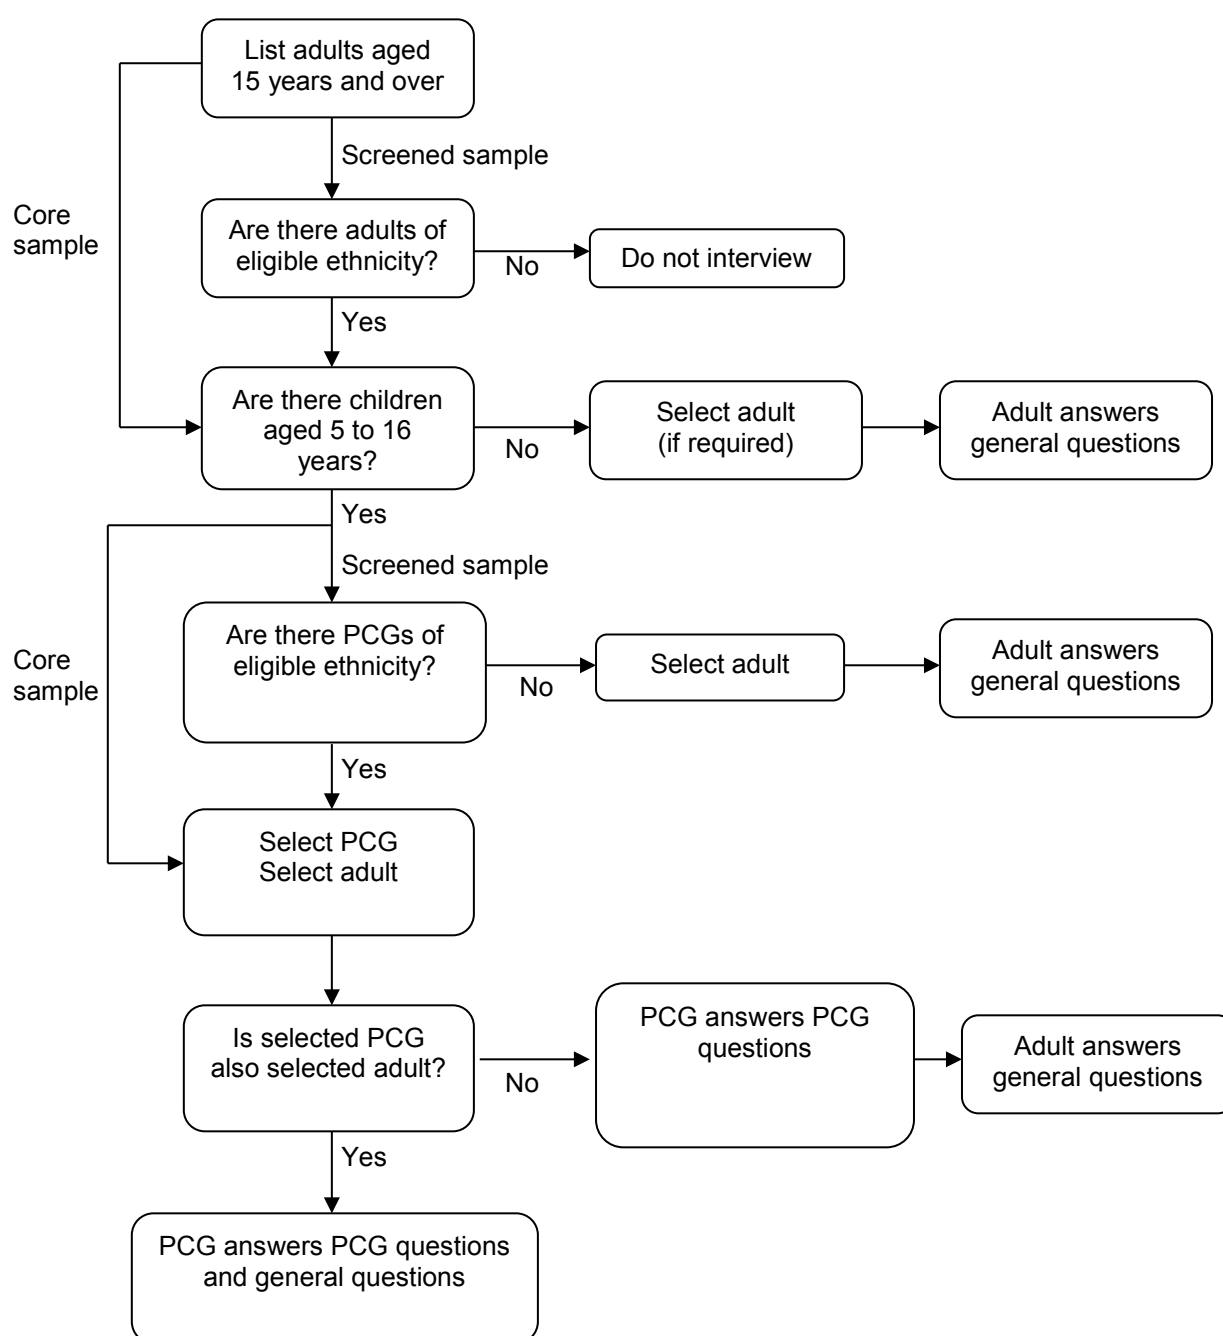 List adults aged
15 years and over
Screened sample
Core
sample
Are there adults of
eligible ethnicity?
No
Do not interview
Yes
Are there children
aged 5 to 16
years?
No
Select adult
(if required)
Adult answers
general questions
Yes
Screened sample
Core
sample
Are there PCGs of
eligible ethnicity?
No
Select adult
Adult answers
general questions
Yes
Select PCG
Select adult
Is selected PCG
also selected adult?
No
PCG answers PCG
questions
Adult answers
general questions
Yes
PCG answers PCG questions
and general questions